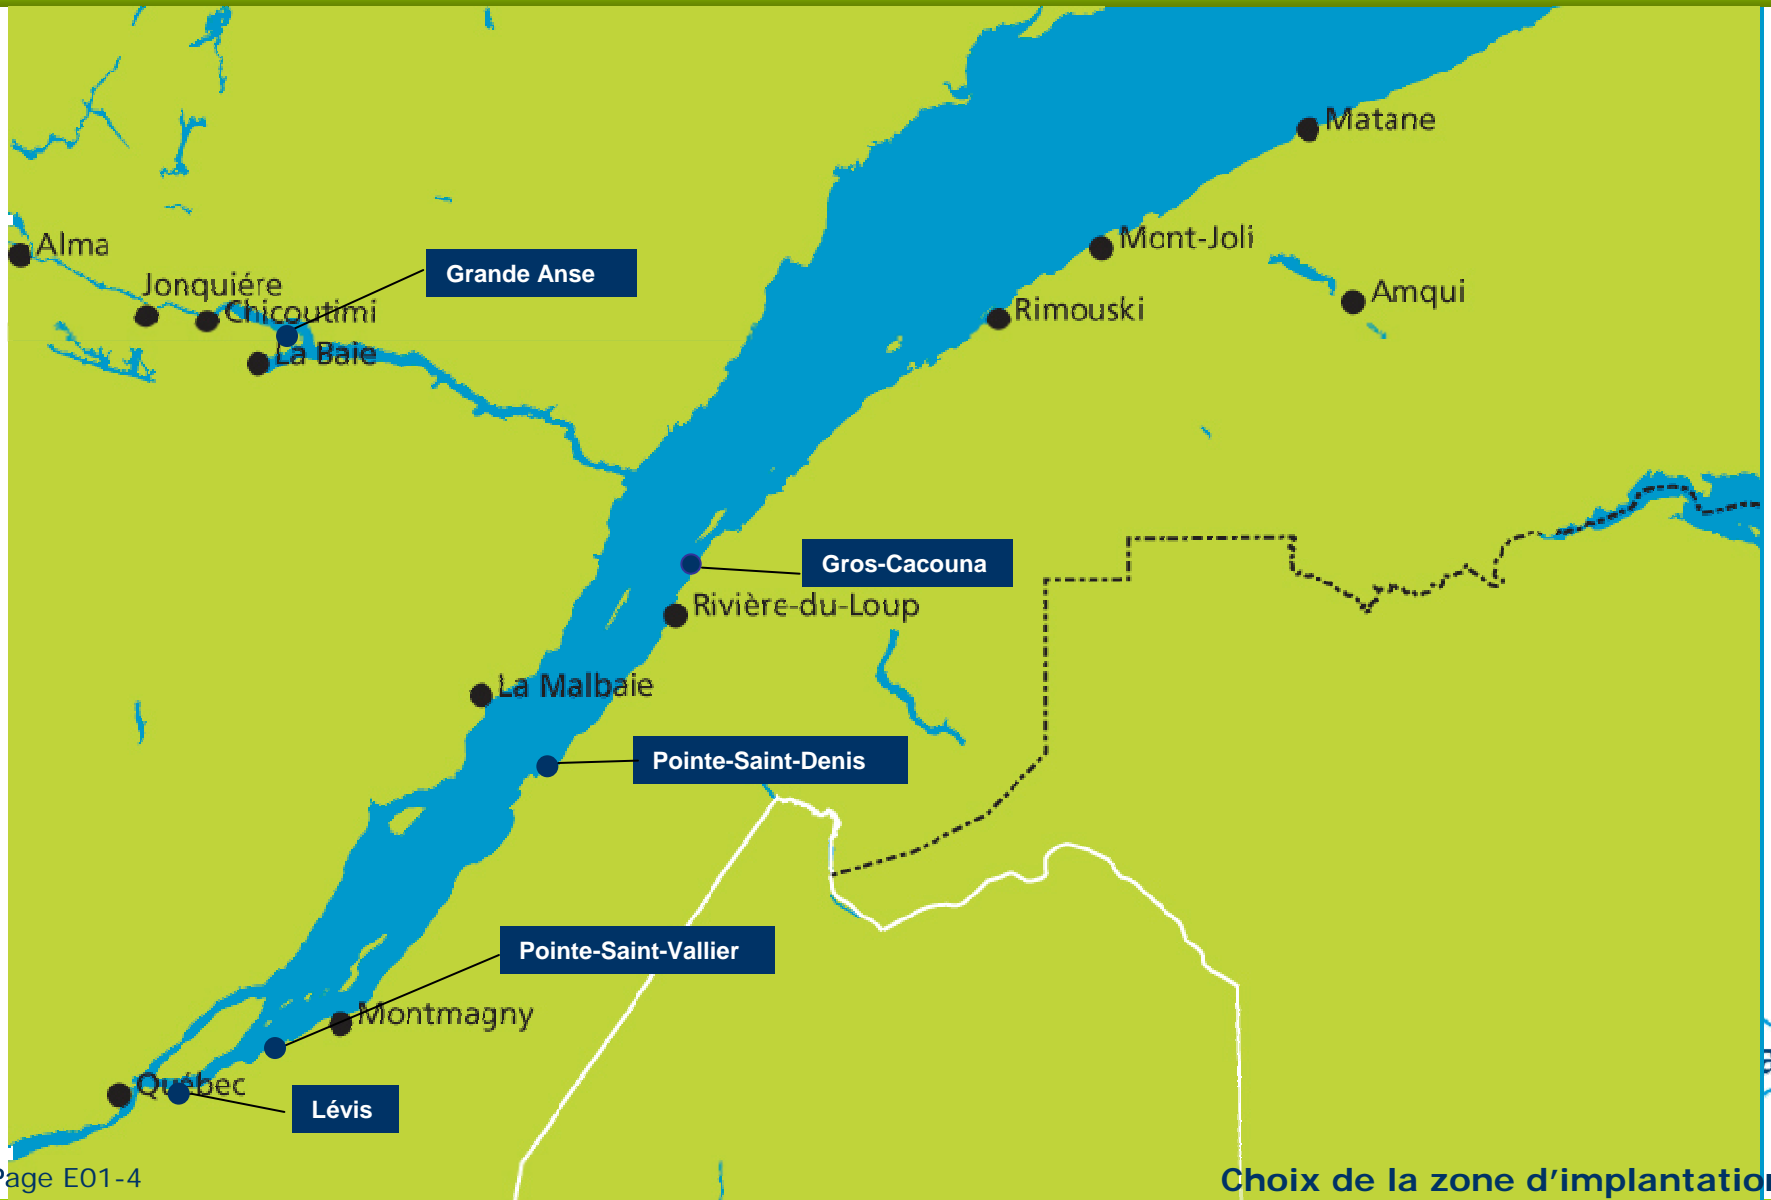 Matane
Mont-Joli
Alma
Grande Anse
Jonquiére
Amqui
Chicoutimi
Rimouski
La Baie
Gros-Cacouna
Rivière-du-Loup
La Malbaie
Pointe-Saint-Denis
Pointe-Saint-Vallier
Montmagny
Québec
Lévis
Page E01-4
Choix de la zone d'implantation